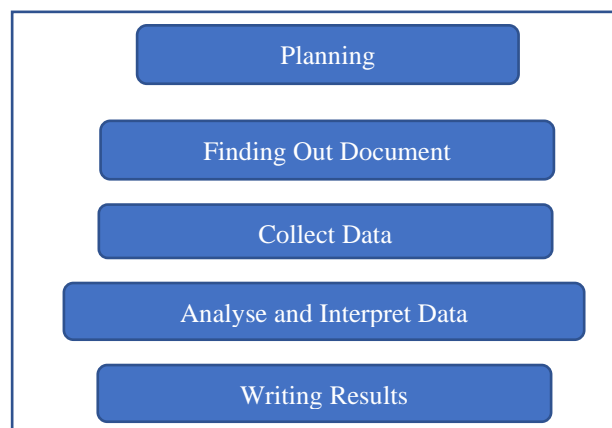 Planning
Finding Out Document
Collect Data
Analyse and Interpret Data
Writing Results